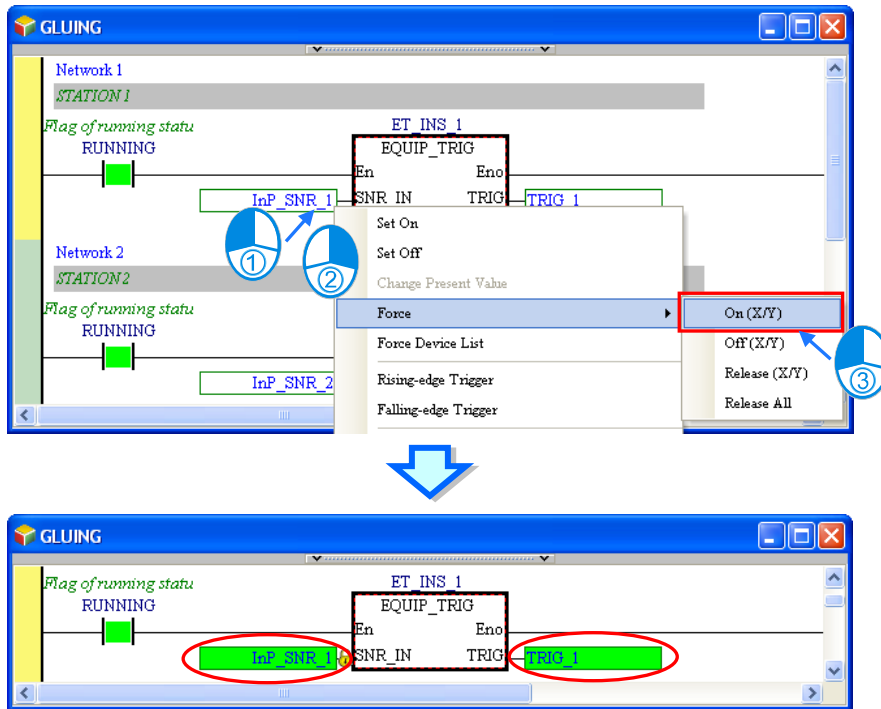 GLUING
Network 1
STATION 1
Flag of running statu
RUNNING
ET_INS_1
EQUIP_TRIG
En Eno
InP_SNR_1 SNR_IN TRIG TRIG_1
① ②
Set On
Set Off
Change Present Value
Force
Force Device List
Rising-edge Trigger
Falling-edge Trigger
On (X/Y)
Off (X/Y)
Release (X/Y)
Release All
③
Network 2
STATION 2
Flag of running statu
RUNNING
InP_SNR_2
GLUING
Flag of running statu
RUNNING
ET_INS_1
EQUIP_TRIG
En Eno
InP_SNR_1 SNR_IN TRIG TRIG_1